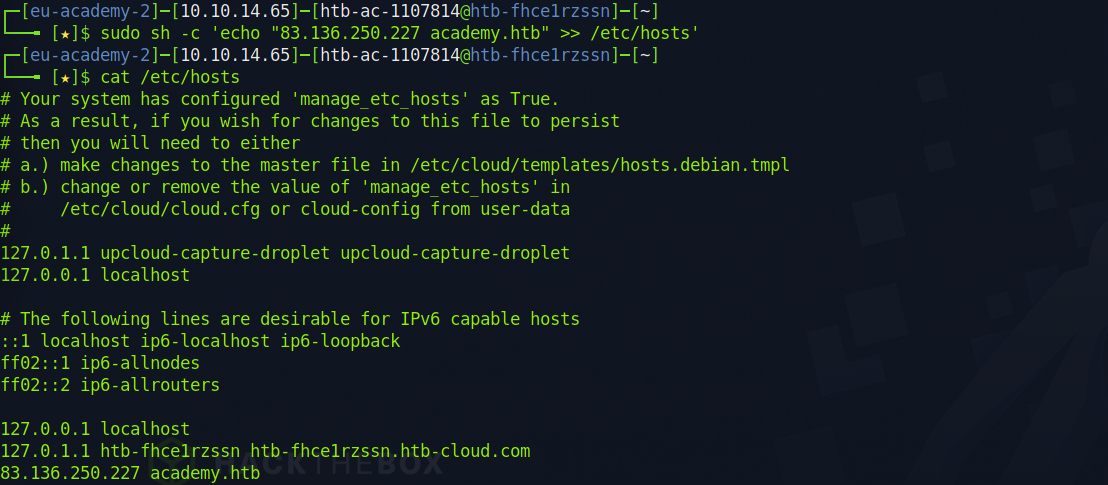 ┌─[eu-academy-2]─[10.10.14.65]─[htb-ac-1107814@htb-fhce1rzssn]─[~]
└──╼ [★]$ sudo sh -c 'echo "83.136.250.227 academy.htb" >> /etc/hosts'
┌─[eu-academy-2]─[10.10.14.65]─[htb-ac-1107814@htb-fhce1rzssn]─[~]
└──╼ [★]$ cat /etc/hosts
# Your system has configured 'manage_etc_hosts' as True.
# As a result, if you wish for changes to this file to persist
# then you will need to either
# a.) make changes to the master file in /etc/cloud/templates/hosts.debian.tmpl
# b.) change or remove the value of 'manage_etc_hosts' in
#     /etc/cloud/cloud.cfg or cloud-config from user-data
#
127.0.1.1 upcloud-capture-droplet upcloud-capture-droplet
127.0.0.1 localhost

# The following lines are desirable for IPv6 capable hosts
::1 localhost ip6-localhost ip6-loopback
ff02::1 ip6-allnodes
ff02::2 ip6-allrouters

127.0.0.1 localhost
127.0.1.1 htb-fhce1rzssn htb-fhce1rzssn.htb-cloud.com
HACKTHEBOX
83.136.250.227 academy.htb